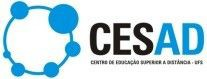 CESAD
CENTRO DE EDUCAÇÃO SUPERIOR A DISTÂNCIA - UFS